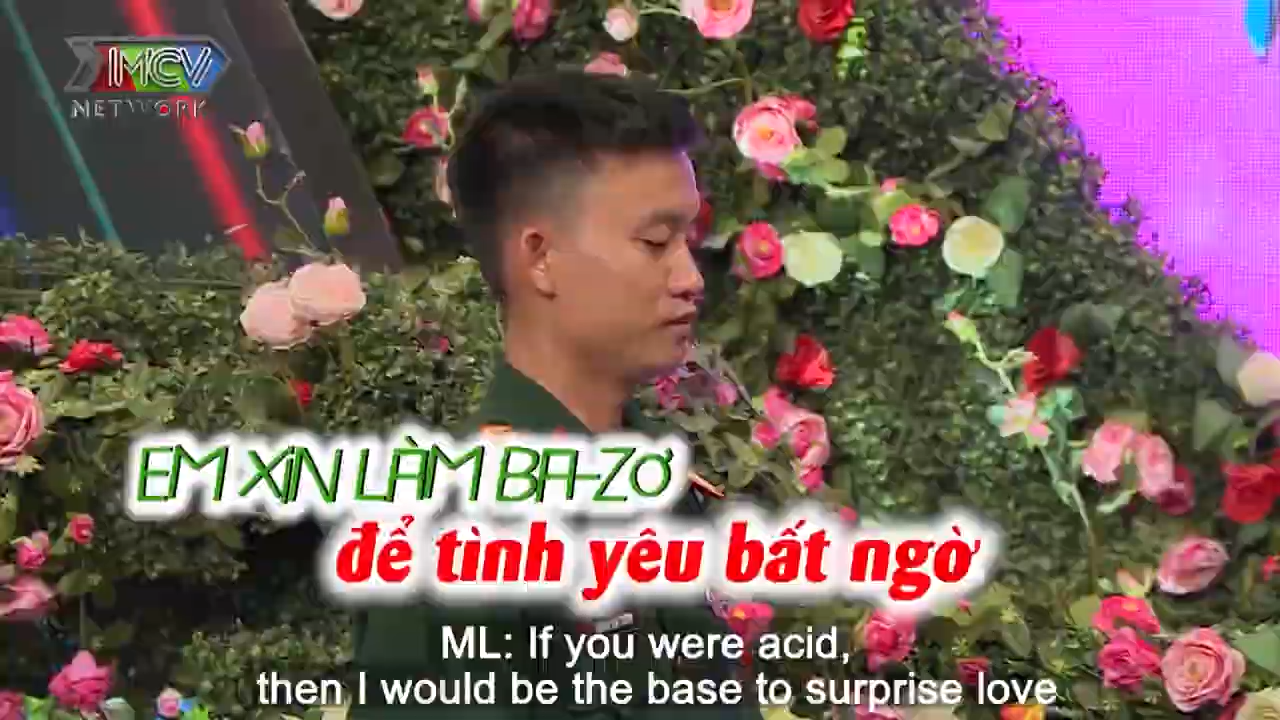 MCV
NETWORK
EM XIN LÀM BA-ZƠ
để tình yêu bất ngờ
ML: If you were acid,
then I would be the base to surprise love